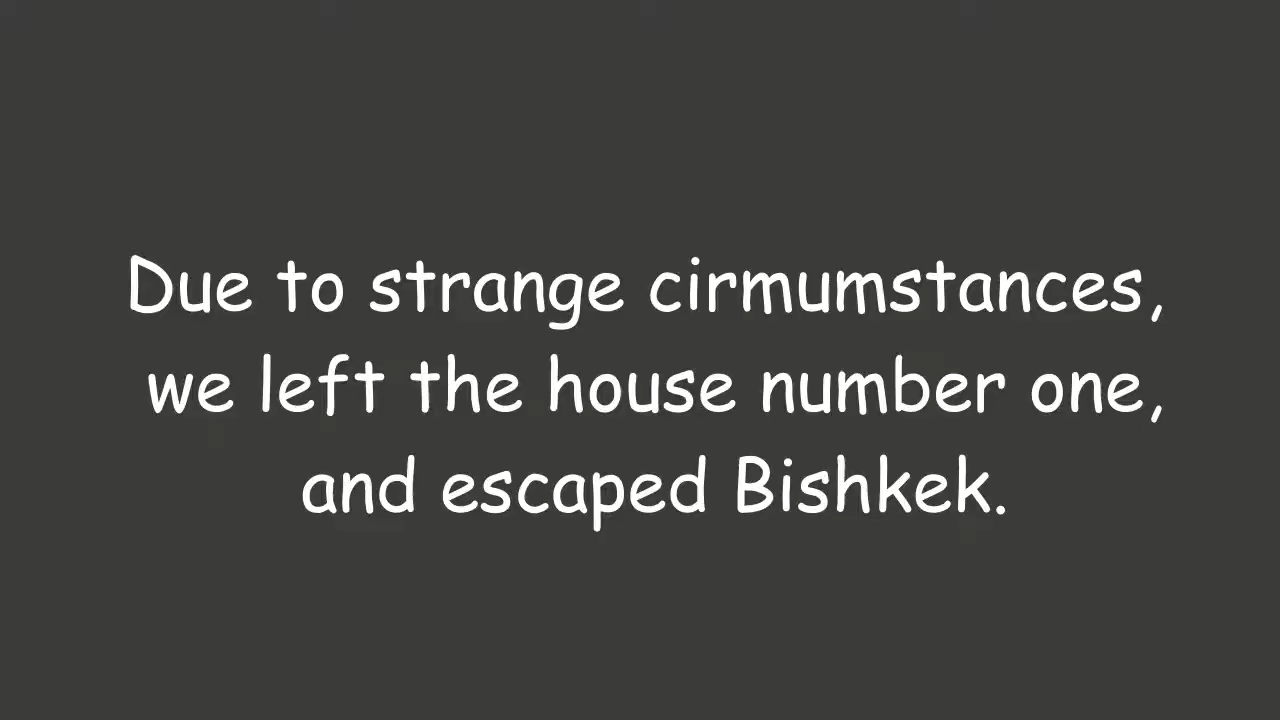 Due to strange cirmumstances,
we left the house number one,
and escaped Bishkek.